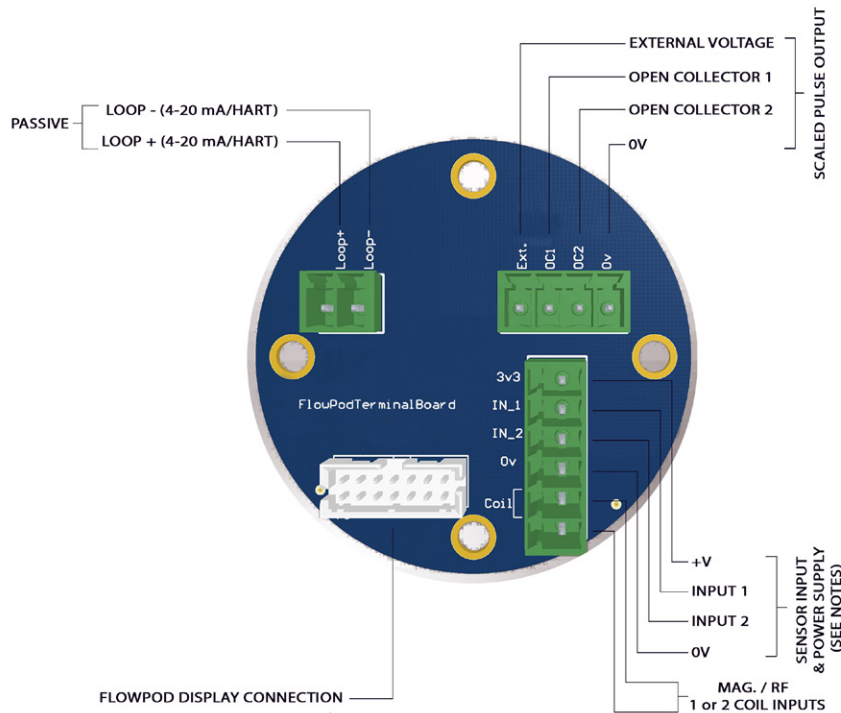 EXTERNAL VOLTAGE
OPEN COLLECTOR 1
OPEN COLLECTOR 2
0V
SCALED PULSE OUTPUT
PASSIVE
LOOP - (4-20 mA/HART)
LOOP + (4-20 mA/HART)
Loop+
Loop-
Ext.
OC1
OC2
0v
3v3
IN_1
IN_2
0v
Coil
FlowPodTerminalBoard
+V
INPUT 1
INPUT 2
0V
SENSOR INPUT
& POWER SUPPLY
(SEE NOTES)
MAG. / RF
1 or 2 COIL INPUTS
FLOWPOD DISPLAY CONNECTION